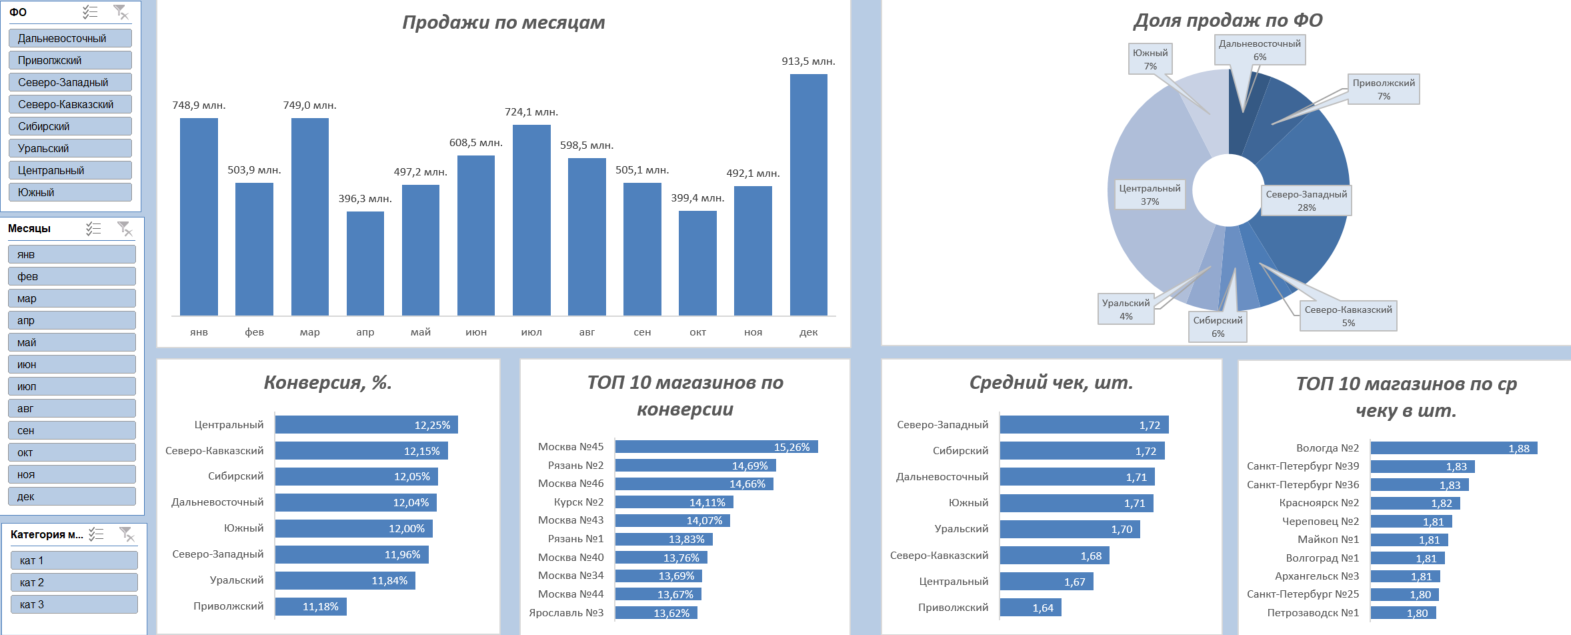 ФО
Дальневосточный
Приволжский
Северо-Западный
Северо-Кавказский
Сибирский
Уральский
Центральный
Южный
Месяцы
янв
фев
мар
апр
май
июн
июл
авг
сен
окт
ноя
дек
Категория м...
кат 1
кат 2
кат 3
Продажи по месяцам
748,9 млн.
503,9 млн.
749,0 млн.
396,3 млн.
497,2 млн.
608,5 млн.
724,1 млн.
598,5 млн.
505,1 млн.
399,4 млн.
492,1 млн.
913,5 млн.
янв
фев
мар
апр
май
июн
июл
авг
сен
окт
ноя
дек
Доля продаж по ФО
Дальневосточный
6%
Приволжский
7%
Северо-Западный
28%
Северо-Кавказский
5%
Сибирский
6%
Уральский
4%
Центральный
37%
Южный
7%
Конверсия, %.
Центральный 12,25%
Северо-Кавказский 12,15%
Сибирский 12,05%
Дальневосточный 12,04%
Южный 12,00%
Северо-Западный 11,96%
Уральский 11,84%
Приволжский 11,18%
ТОП 10 магазинов по
конверсии
Москва №45 15,26%
Рязань №2 14,69%
Москва №46 14,66%
Курск №2 14,11%
Москва №43 14,07%
Рязань №1 13,83%
Москва №40 13,76%
Москва №34 13,69%
Москва №44 13,67%
Ярославль №3 13,62%
Средний чек, шт.
Северо-Западный 1,72
Сибирский 1,72
Дальневосточный 1,71
Южный 1,71
Уральский 1,70
Северо-Кавказский 1,68
Центральный 1,67
Приволжский 1,64
ТОП 10 магазинов по ср
чеку в шт.
Вологда №2 1,88
Санкт-Петербург №39 1,83
Санкт-Петербург №36 1,83
Красноярск №2 1,82
Череповец №2 1,81
Майкоп №1 1,81
Волгоград №1 1,81
Архангельск №3 1,81
Санкт-Петербург №25 1,80
Петрозаводск №1 1,80